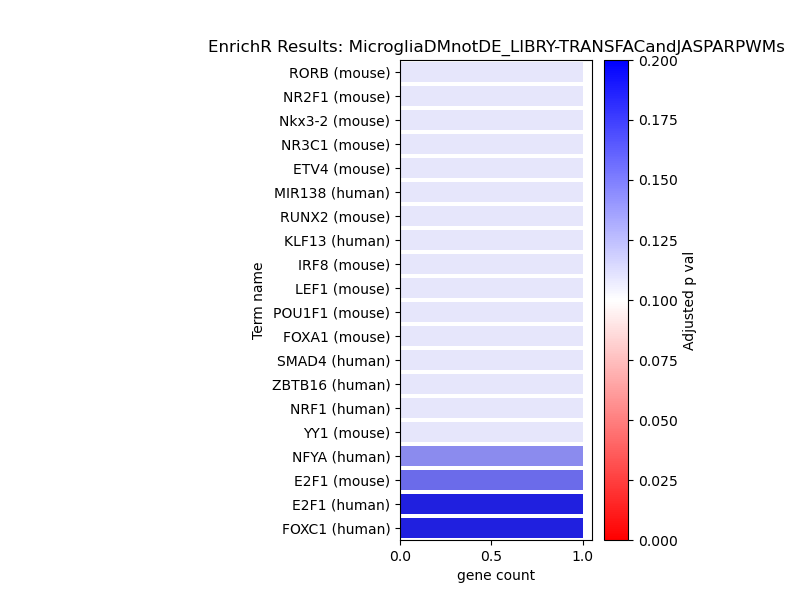 EnrichR Results: MicrogliaDMnotDE_LIBRY-TRANSFACandJASPARPWMs
RORB (mouse)
NR2F1 (mouse)
Nkx3-2 (mouse)
NR3C1 (mouse)
ETV4 (mouse)
MIR138 (human)
RUNX2 (mouse)
KLF13 (human)
IRF8 (mouse)
LEF1 (mouse)
POU1F1 (mouse)
FOXA1 (mouse)
SMAD4 (human)
ZBTB16 (human)
NRF1 (human)
YY1 (mouse)
NFYA (human)
E2F1 (mouse)
E2F1 (human)
FOXC1 (human)
Term name
0.0 0.5 1.0
gene count
0.200
0.175
0.150
0.125
0.100
0.075
0.050
0.025
0.000
Adjusted p val